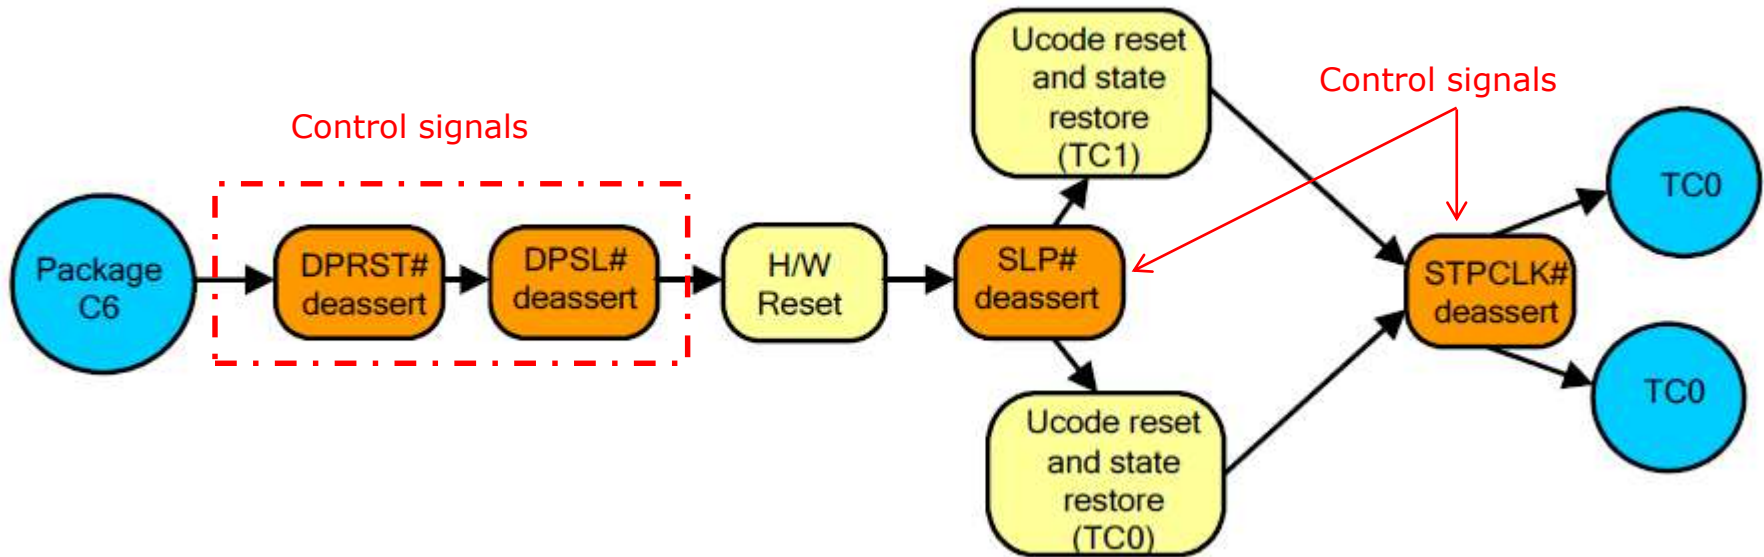 Control signals
Package
C6
DPRST#
deassert
DPSL#
deassert
H/W
Reset
Ucode reset
and state
restore
(TC1)
SLP#
deassert
Ucode reset
and state
restore
(TC0)
Control signals
STPCLK#
deassert
TC0
TC0